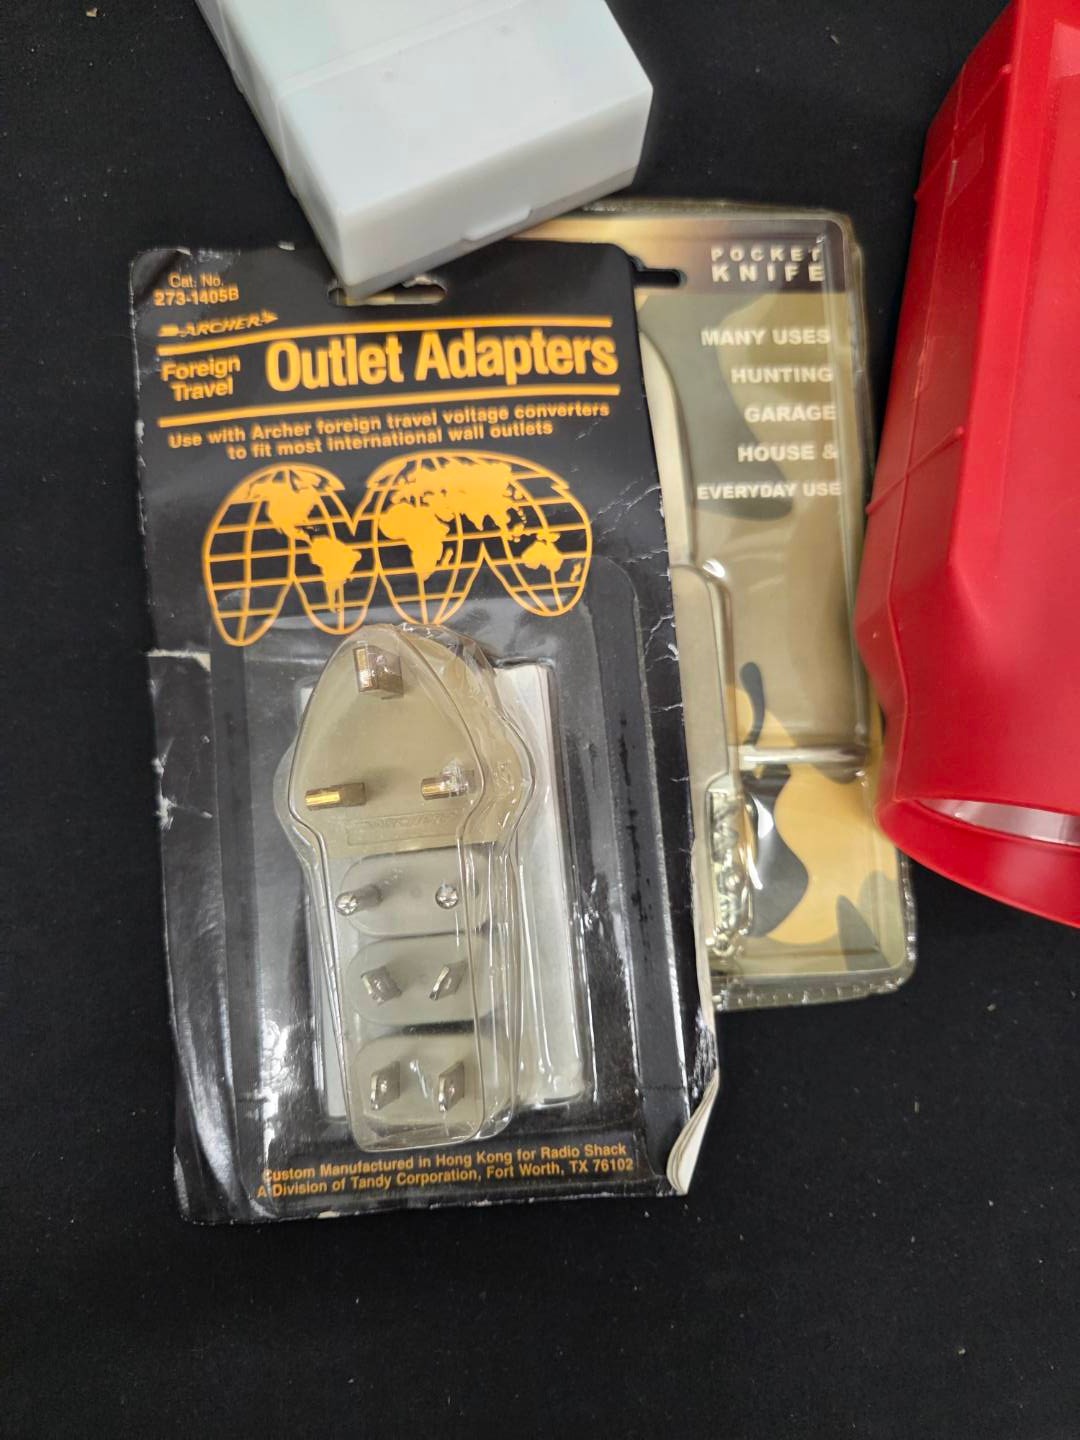 Cat. No.
273-1405B
ARCHER
Foreign
Travel
Outlet Adapters
Use with Archer foreign travel voltage converters
to fit most international wall outlets
Custom Manufactured in Hong Kong for Radio Shack
A Division of Tandy Corporation, Fort Worth, TX 76102
POCKET
KNIFE
MANY USES
HUNTING
GARAGE
HOUSE &
EVERYDAY USE